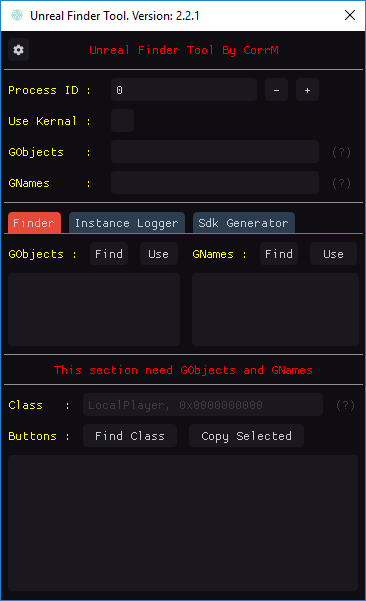 Unreal Finder Tool. Version: 2.2.1
Unreal Finder Tool By CorrM
Process ID : 0 - +
Use Kernal :
GObjects : (?)
GNames : (?)
Finder Instance Logger Sdk Generator
GObjects : Find Use GNames : Find Use
This section need GObjects and GNames
Class : LocalPlayer, 0x0000000000 (?)
Buttons : Find Class Copy Selected